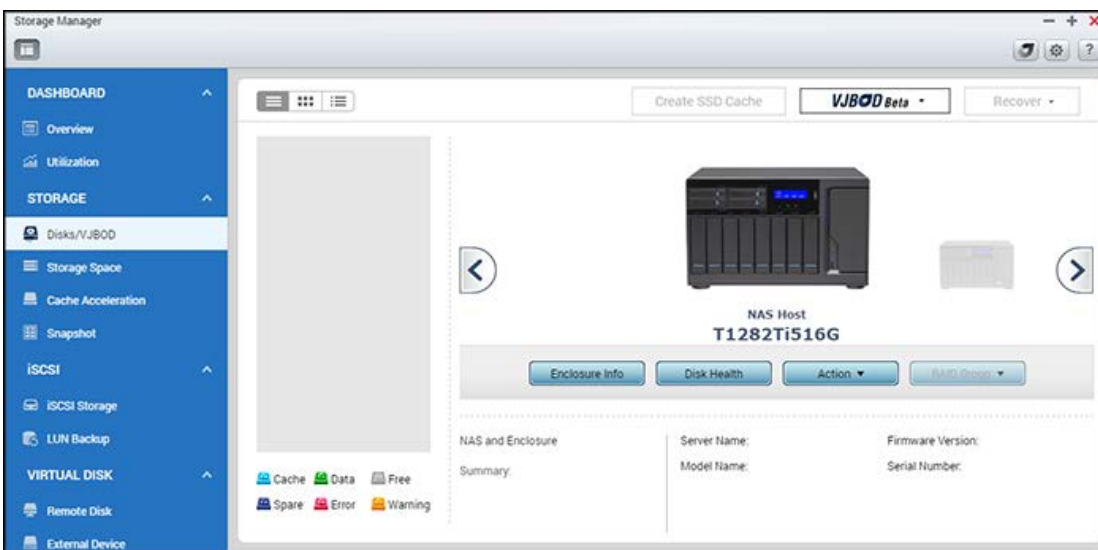 Storage Manager
?
DASHBOARD
Overview
Utilization
STORAGE
Disks/VJBOD
Storage Space
Cache Acceleration
Snapshot
iSCSI
iSCSI Storage
LUN Backup
VIRTUAL DISK
Remote Disk
External Device
Create SSD Cache
VJBOD Beta
Recover
NAS Host
T1282Ti516G
Enclosure Info
Disk Health
Action
RAID Group
Cache Data Free
Spare Error Warning
NAS and Enclosure
Summary:
Server Name:
Model Name:
Firmware Version:
Serial Number: